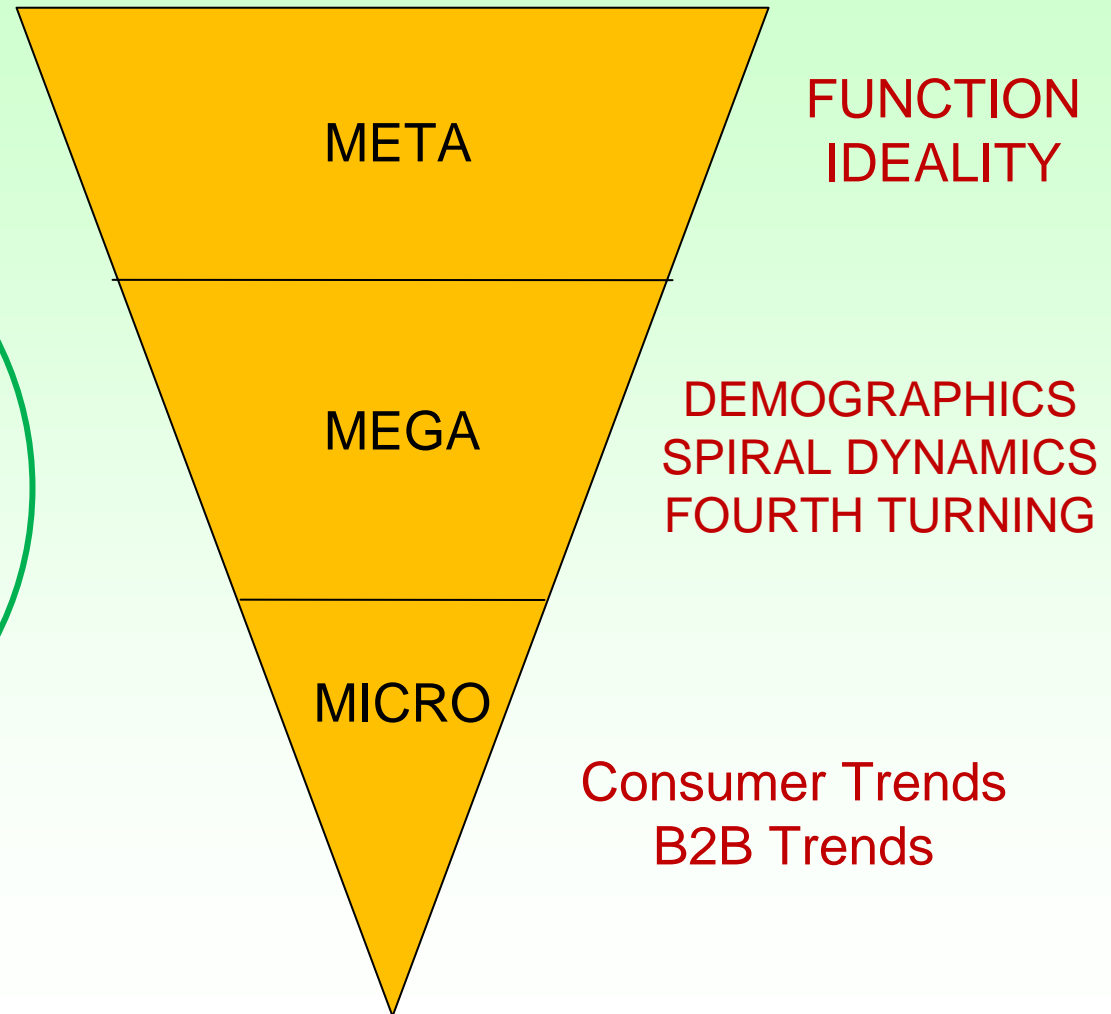 META
FUNCTION
IDEALITY
MEGA
DEMOGRAPHICS
SPIRAL DYNAMICS
FOURTH TURNING
MICRO
Consumer Trends
B2B Trends